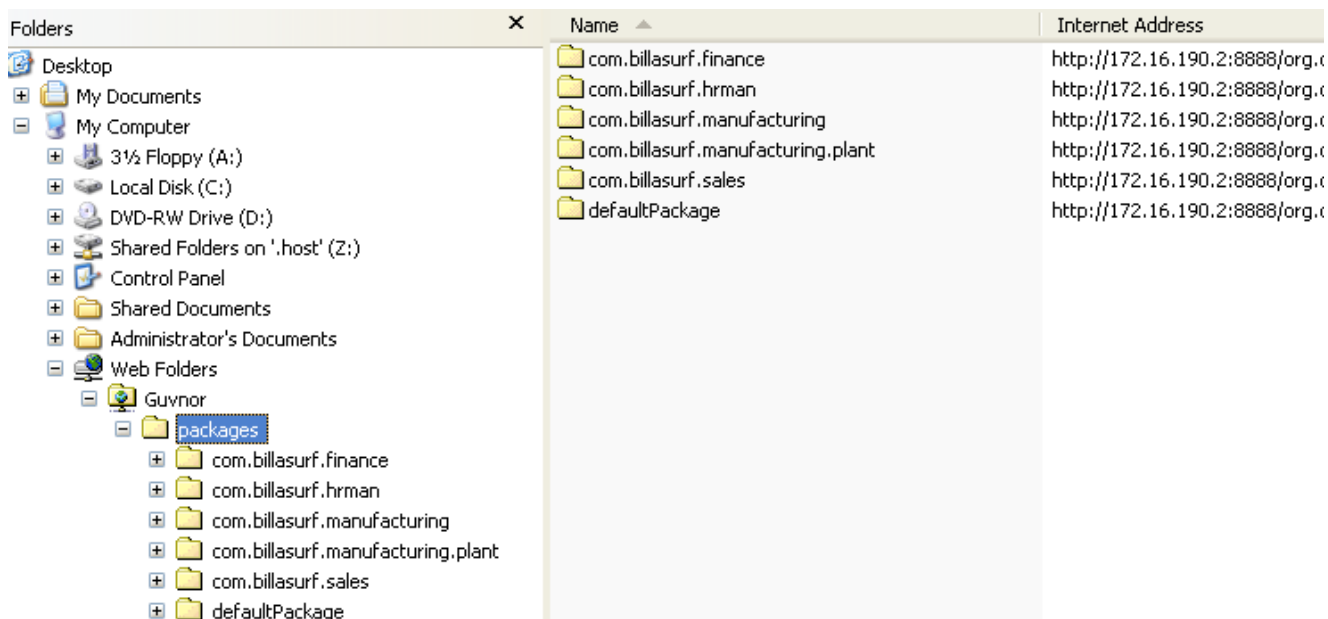 Folders
Desktop
My Documents
My Computer
3½ Floppy (A:)
Local Disk (C:)
DVD-RW Drive (D:)
Shared Folders on '.host' (Z:)
Control Panel
Shared Documents
Administrator's Documents
Web Folders
Guvnor
packages
com.billasurf.finance
com.billasurf.hrman
com.billasurf.manufacturing
com.billasurf.manufacturing.plant
com.billasurf.sales
defaultPackage
Name Internet Address
com.billasurf.finance http://172.16.190.2:8888/org.
com.billasurf.hrman http://172.16.190.2:8888/org.
com.billasurf.manufacturing http://172.16.190.2:8888/org.
com.billasurf.manufacturing.plant http://172.16.190.2:8888/org.
com.billasurf.sales http://172.16.190.2:8888/org.
defaultPackage http://172.16.190.2:8888/org.